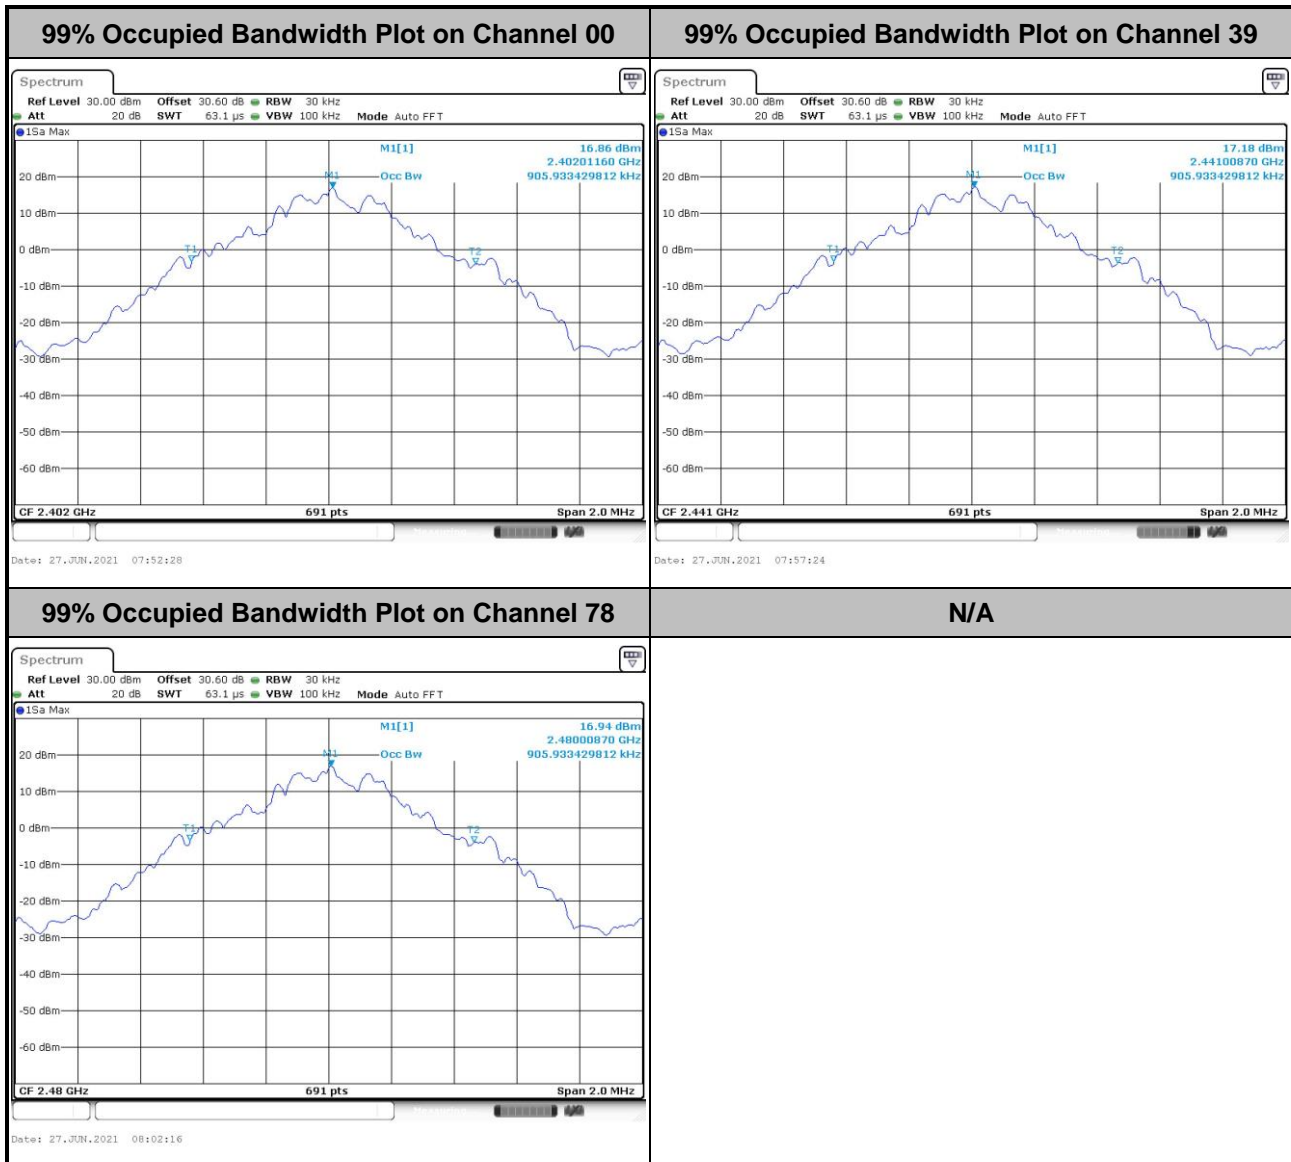 99% Occupied Bandwidth Plot on Channel 00
99% Occupied Bandwidth Plot on Channel 39
Spectrum
Ref Level 30.00 dBm Offset 30.60 dB RBW 30 kHz
Att 20 dB SWT 63.1 µs VBW 100 kHz Mode Auto FFT
1Sa Max
M1[1] 16.86 dBm
2.40201160 GHz
Occ Bw 905.933429812 kHz
M1
T1
T2
20 dBm
10 dBm
0 dBm
-10 dBm
-20 dBm
-30 dBm
-40 dBm
-50 dBm
-60 dBm
CF 2.402 GHz 691 pts Span 2.0 MHz
Date: 27.JUN.2021 07:52:28
Spectrum
Ref Level 30.00 dBm Offset 30.60 dB RBW 30 kHz
Att 20 dB SWT 63.1 µs VBW 100 kHz Mode Auto FFT
1Sa Max
M1[1] 17.18 dBm
2.44100870 GHz
Occ Bw 905.933429812 kHz
M1
T1
T2
20 dBm
10 dBm
0 dBm
-10 dBm
-20 dBm
-30 dBm
-40 dBm
-50 dBm
-60 dBm
CF 2.441 GHz 691 pts Span 2.0 MHz
Date: 27.JUN.2021 07:57:24
99% Occupied Bandwidth Plot on Channel 78
N/A
Spectrum
Ref Level 30.00 dBm Offset 30.60 dB RBW 30 kHz
Att 20 dB SWT 63.1 µs VBW 100 kHz Mode Auto FFT
1Sa Max
M1[1] 16.94 dBm
2.48000870 GHz
Occ Bw 905.933429812 kHz
M1
T1
T2
20 dBm
10 dBm
0 dBm
-10 dBm
-20 dBm
-30 dBm
-40 dBm
-50 dBm
-60 dBm
CF 2.48 GHz 691 pts Span 2.0 MHz
Date: 27.JUN.2021 08:02:16